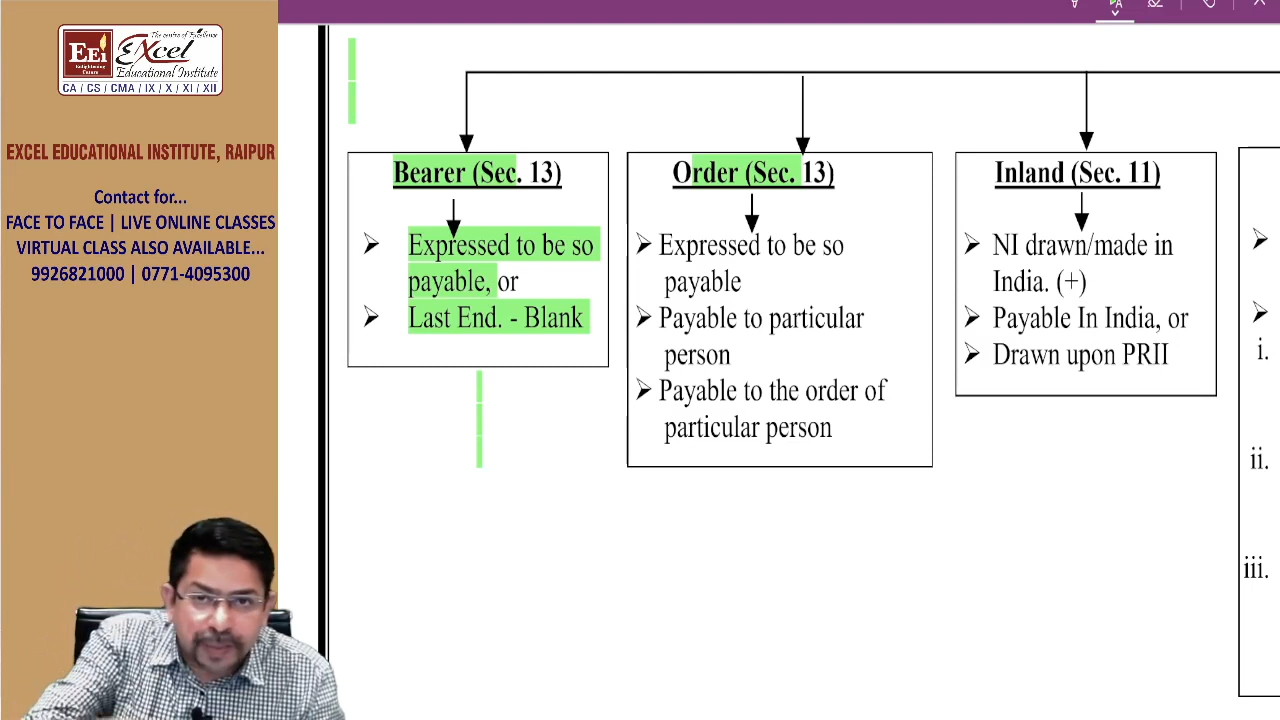 The centre of Excellence
EEi
Excel
Enlightening
Careers
Educational Institute
CA / CS / CMA / IX / X / XI / XII
EXCEL EDUCATIONAL INSTITUTE, RAIPUR
Contact for...
FACE TO FACE | LIVE ONLINE CLASSES
VIRTUAL CLASS ALSO AVAILABLE...
9926821000 | 0771-4095300
Bearer (Sec. 13)
Expressed to be so
payable, or
Last End. - Blank
Order (Sec. 13)
Expressed to be so
payable
Payable to particular
person
Payable to the order of
particular person
Inland (Sec. 11)
NI drawn/made in
India. (+)
Payable In India, or
Drawn upon PRII
i.
ii.
iii.